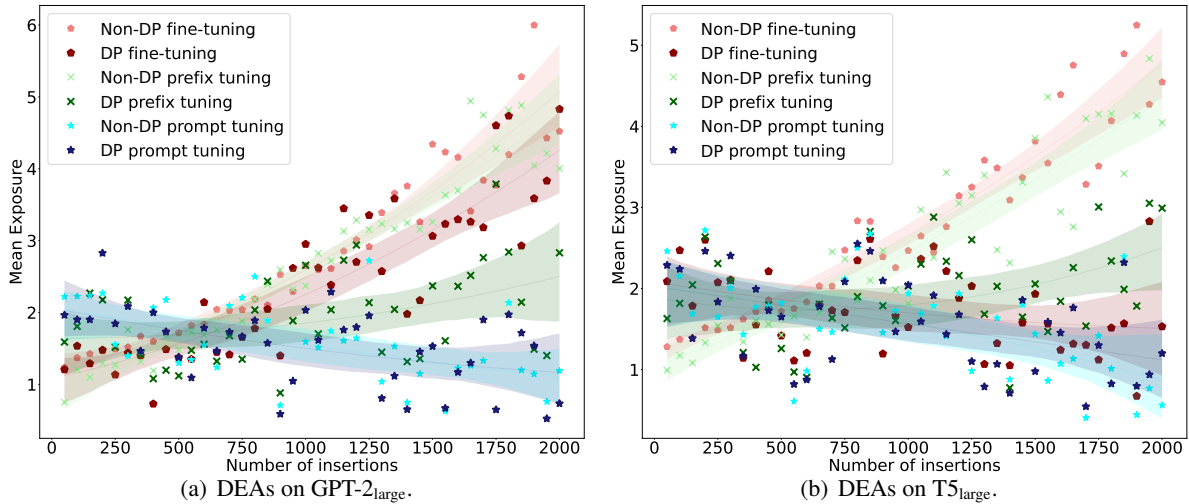 Mean Exposure
6
5
4
3
2
1
Non-DP fine-tuning
DP fine-tuning
Non-DP prefix tuning
DP prefix tuning
Non-DP prompt tuning
DP prompt tuning
0 250 500 750 1000 1250 1500 1750 2000
Number of insertions
(a) DEAs on GPT-2large.
Mean Exposure
5
4
3
2
1
Non-DP fine-tuning
DP fine-tuning
Non-DP prefix tuning
DP prefix tuning
Non-DP prompt tuning
DP prompt tuning
0 250 500 750 1000 1250 1500 1750 2000
Number of insertions
(b) DEAs on T5large.